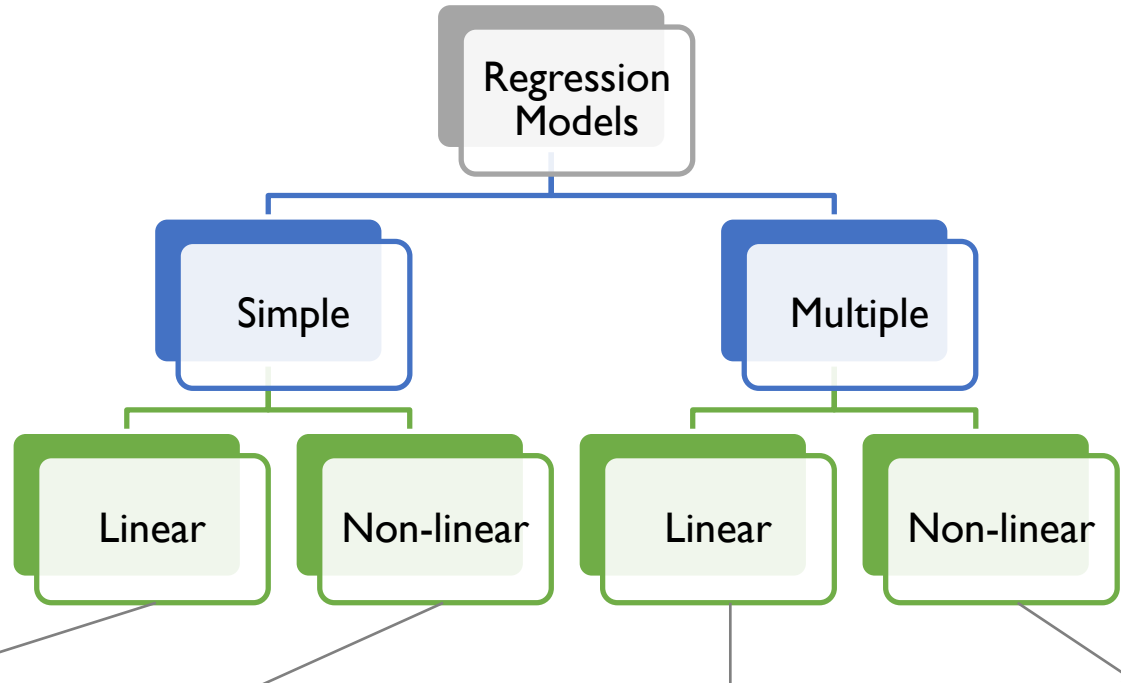 Regression
Models
Simple
Multiple
Linear
Non-linear
Linear
Non-linear